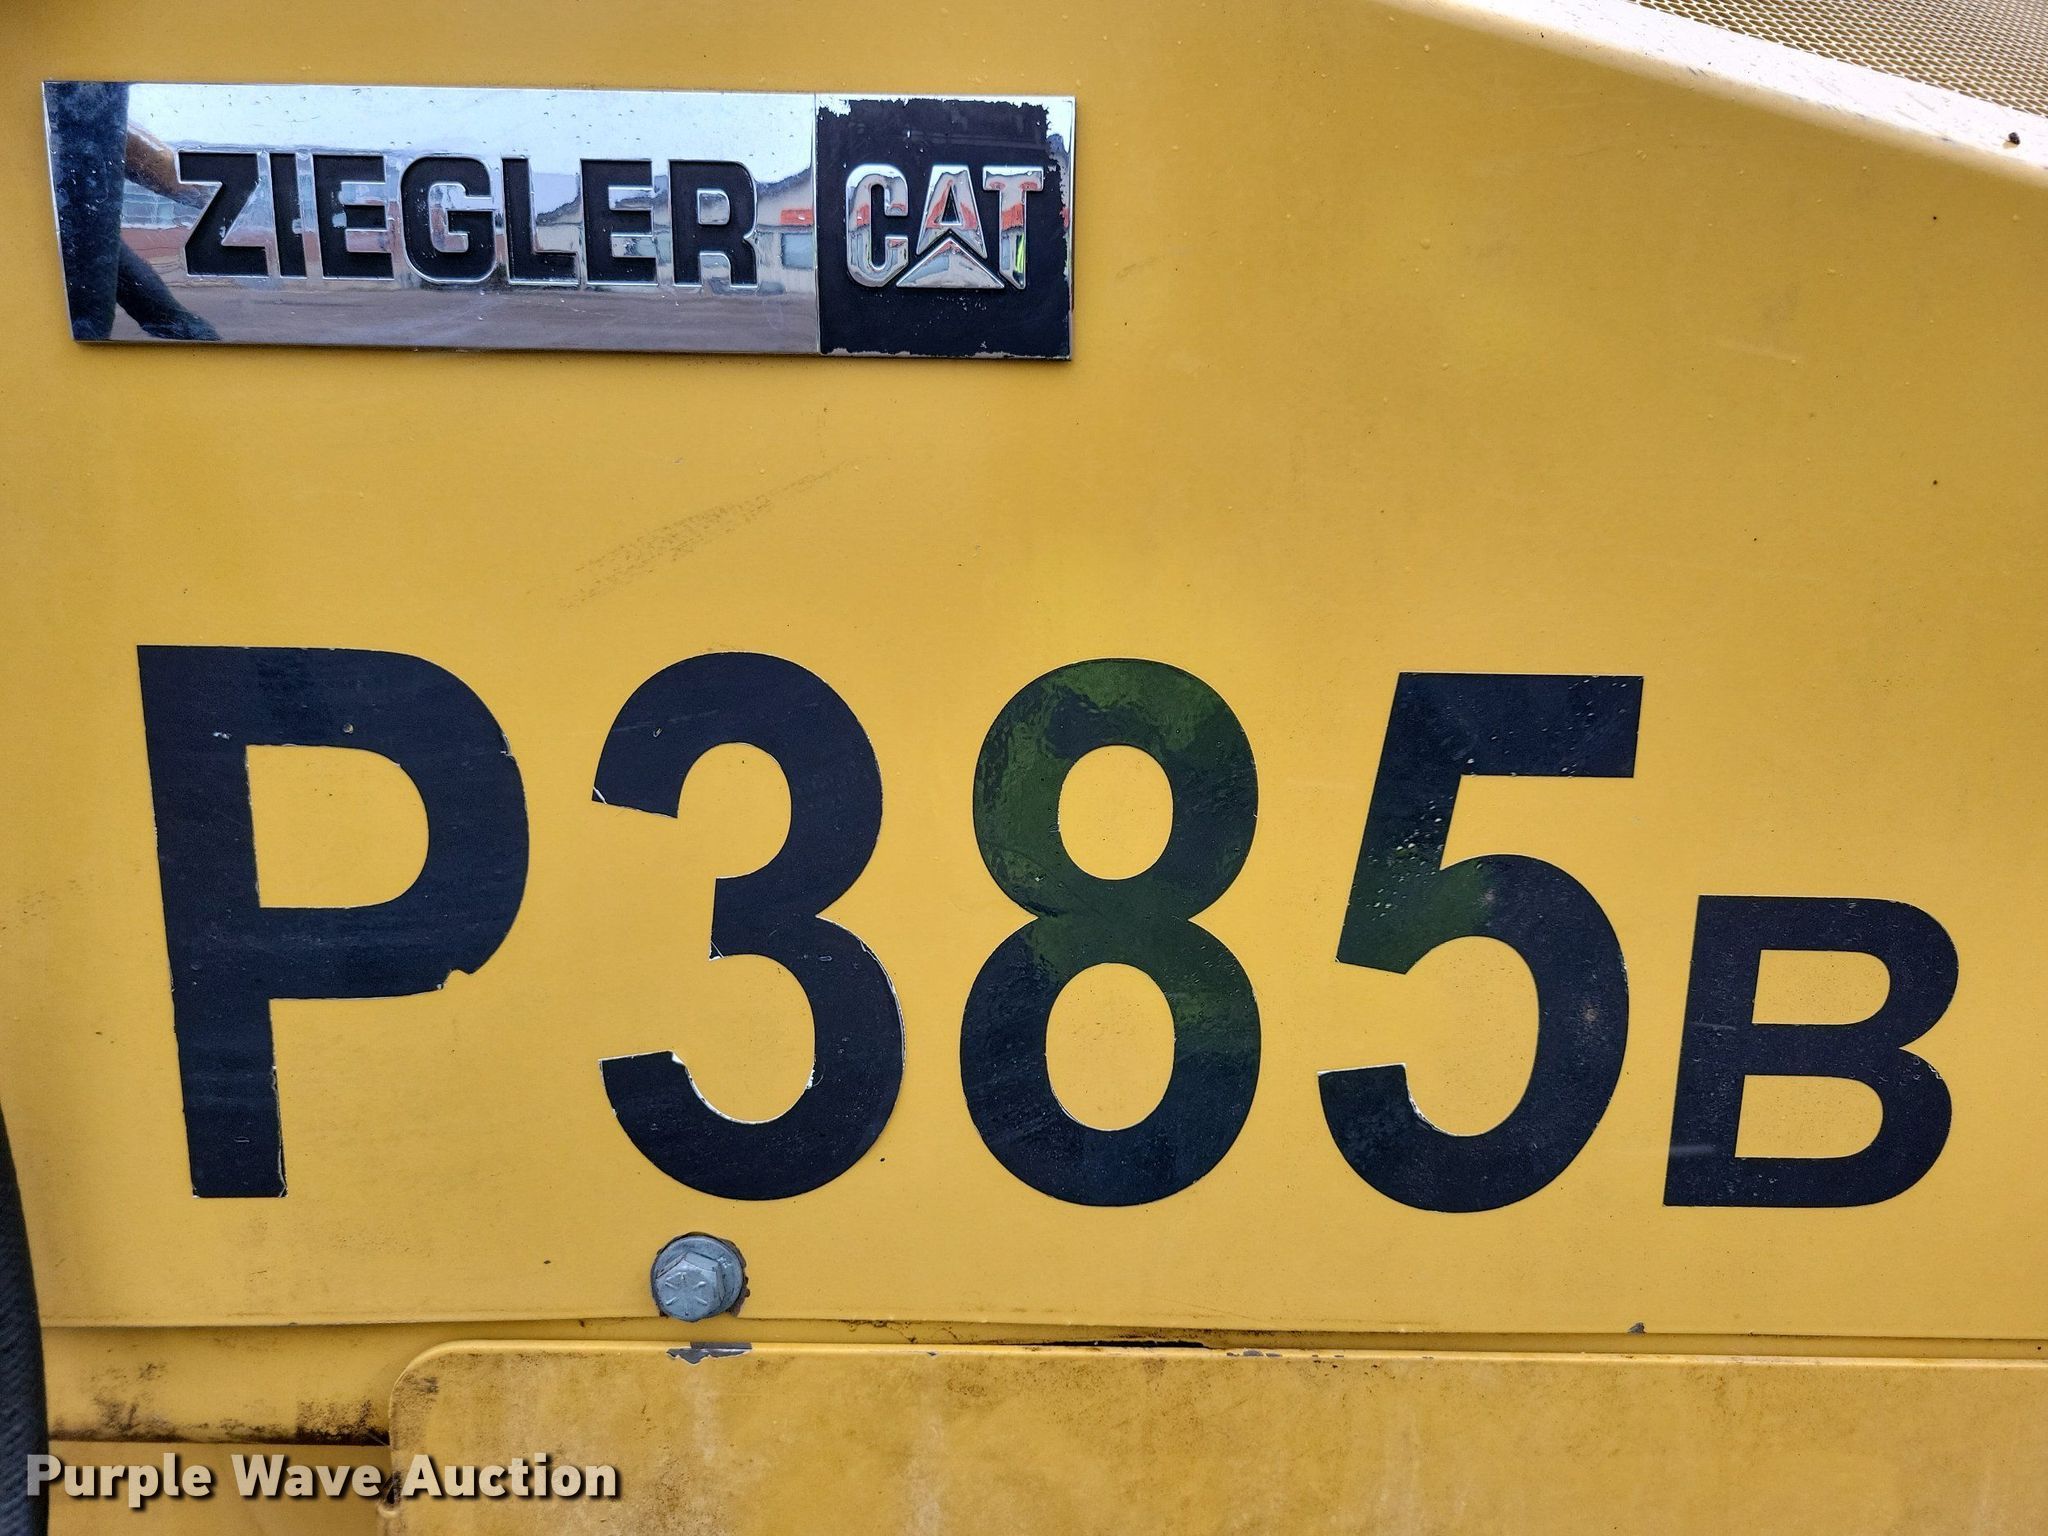 ZIEGLER CAT
P385B
Purple Wave Auction